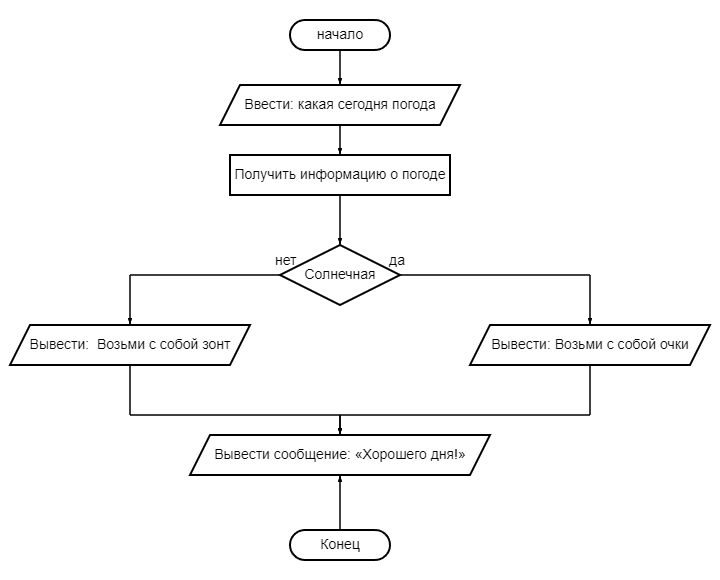 начало
Ввести: какая сегодня погода
Получить информацию о погоде
нет
да
Солнечная
Вывести:  Возьми с собой зонт
Вывести: Возьми с собой очки
Вывести сообщение: «Хорошего дня!»
Конец